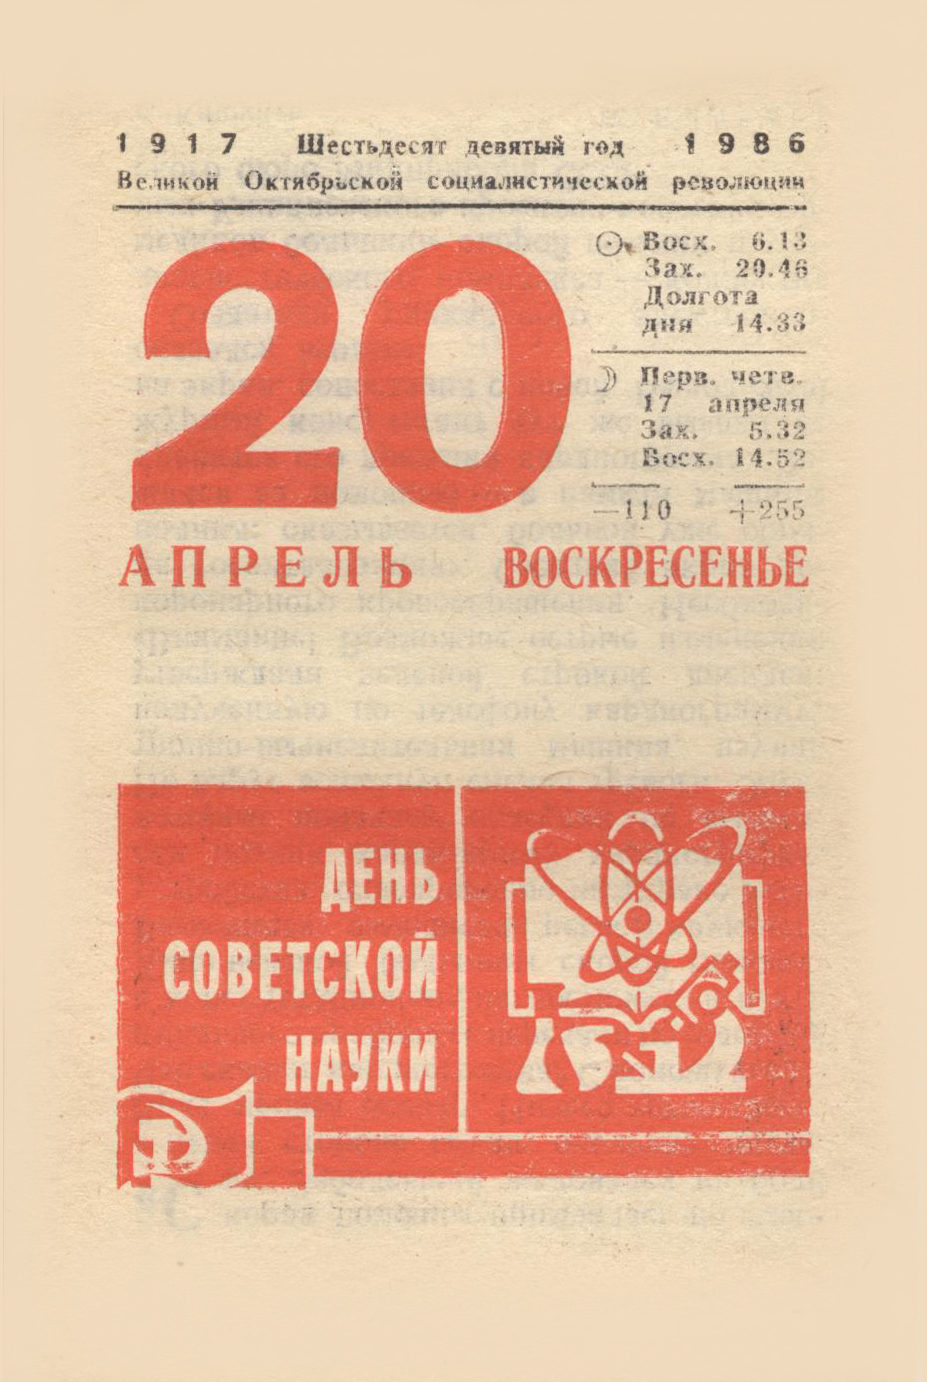 1917 Шестьдесят девятый год 1986
Великой Октябрьской социалистической революции
20
Восх. 6.13
Зах. 20.46
Долгота
дня 14.33
Перв. четв.
17 апреля
Зах. 5.32
Восх. 14.52
—110 +255
АПРЕЛЬ ВОСКРЕСЕНЬЕ
ДЕНЬ
СОВЕТСКОЙ
НАУКИ